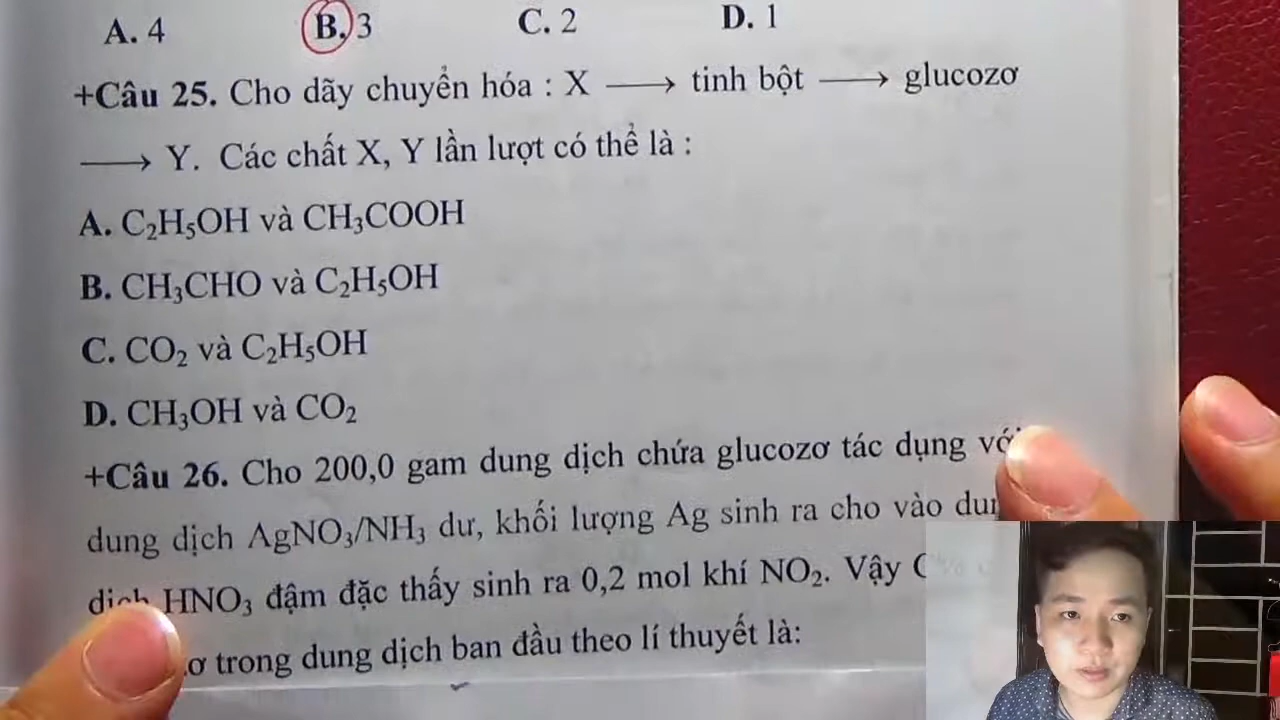 A. 4 B. 3 C. 2 D. 1
+Câu 25. Cho dãy chuyển hóa : X ⟶ tinh bột ⟶ glucozơ
⟶ Y. Các chất X, Y lần lượt có thể là :
A. C₂H₅OH và CH₃COOH
B. CH₃CHO và C₂H₅OH
C. CO₂ và C₂H₅OH
D. CH₃OH và CO₂
+Câu 26. Cho 200,0 gam dung dịch chứa glucozơ tác dụng với
dung dịch AgNO₃/NH₃ dư, khối lượng Ag sinh ra cho vào
dịch HNO₃ đậm đặc thấy sinh ra 0,2 mol khí NO₂. Vậy
trong dung dịch ban đầu theo lí thuyết là: